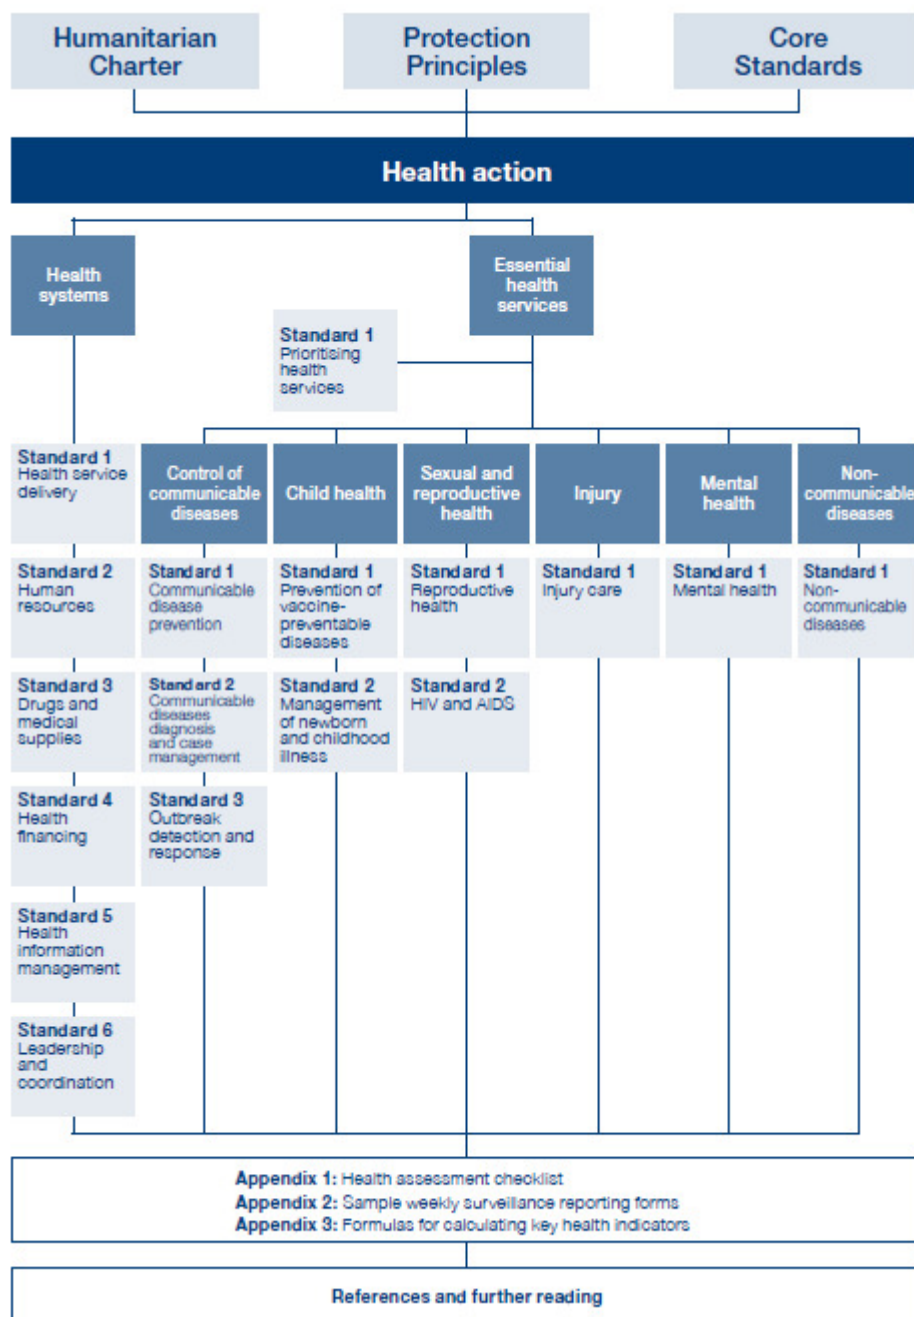 Humanitarian
Charter
Protection
Principles
Core
Standards
Health action
Health
systems
Essential
health
services
Standard 1
Prioritising
health
services
Standard 1
Health service
delivery
Control of
communicable
diseases
Child health
Sexual and
reproductive
health
Injury
Mental
health
Non-
communicable
diseases
Standard 2
Human
resources
Standard 1
Communicable
disease
prevention
Standard 1
Prevention of
vaccine-
preventable
diseases
Standard 1
Reproductive
health
Standard 1
Injury care
Standard 1
Mental health
Standard 1
Non-
communicable
diseases
Standard 3
Drugs and
medical
supplies
Standard 2
Communicable
diseases
diagnosis
and case
management
Standard 2
Management
of newborn
and childhood
illness
Standard 2
HIV and AIDS
Standard 4
Health
financing
Standard 3
Outbreak
detection and
response
Standard 5
Health
information
management
Standard 6
Leadership
and
coordination
Appendix 1: Health assessment checklist
Appendix 2: Sample weekly surveillance reporting forms
Appendix 3: Formulas for calculating key health indicators
References and further reading